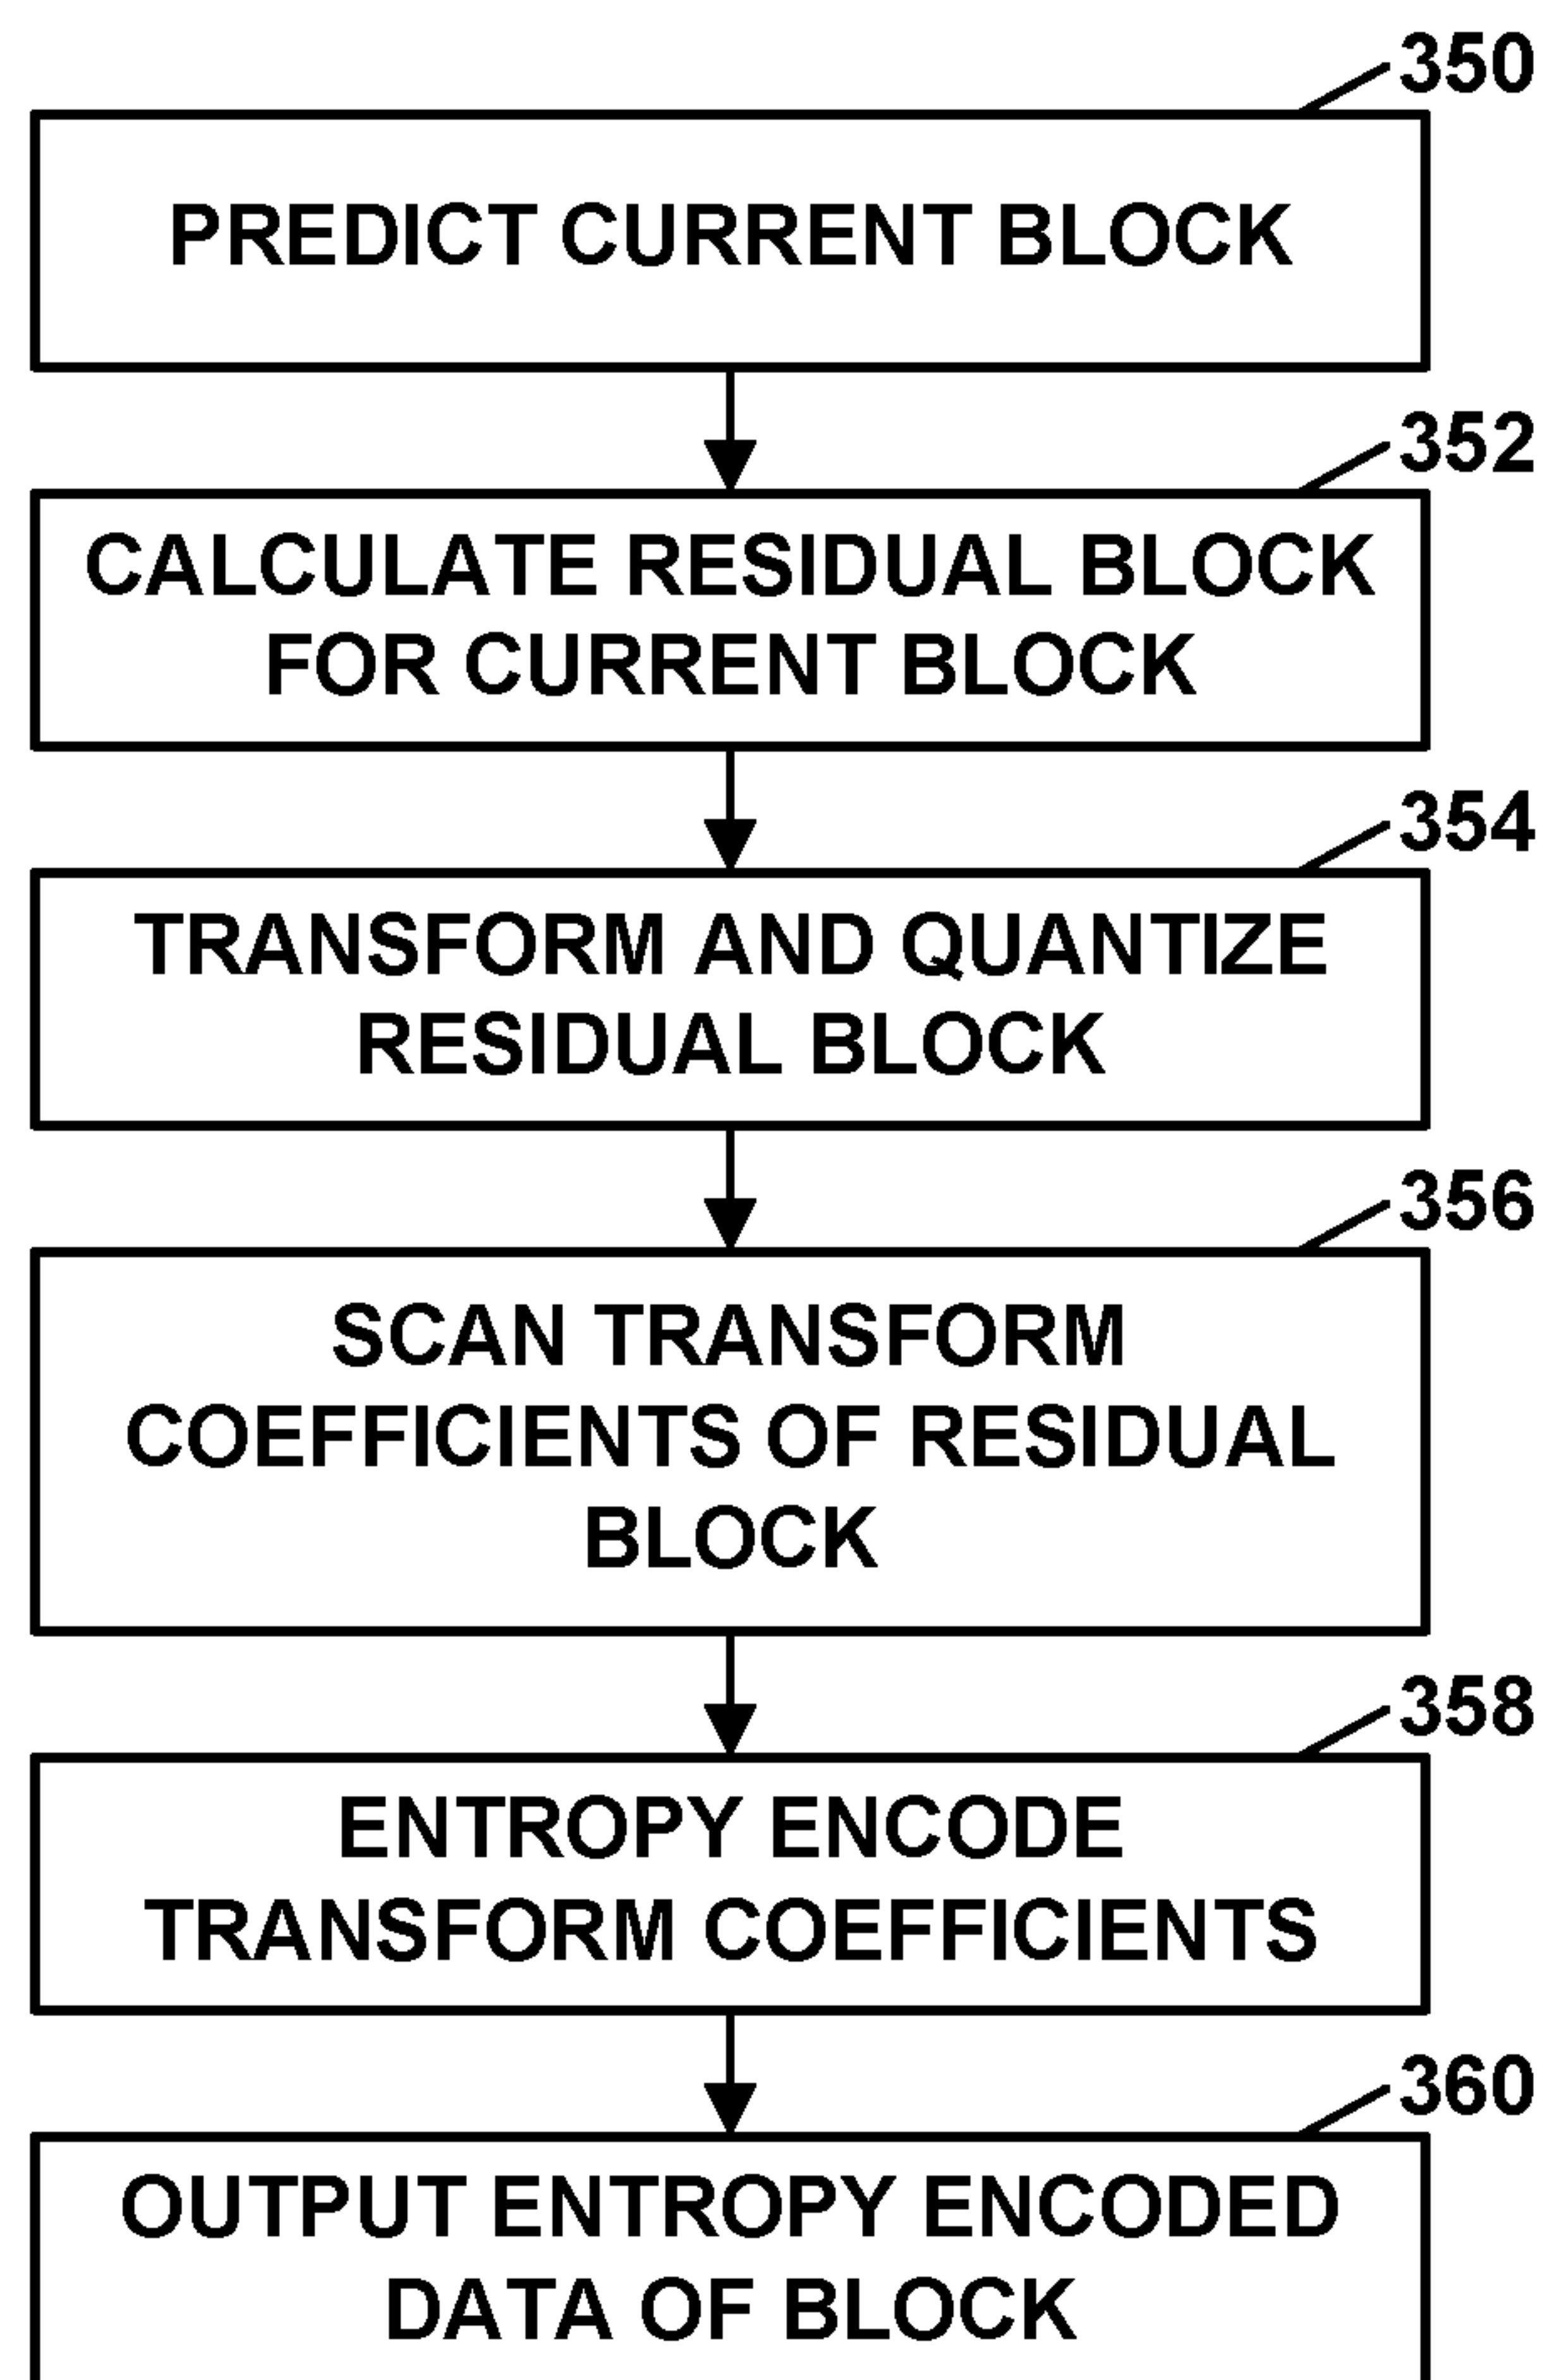 350
PREDICT CURRENT BLOCK
352
CALCULATE RESIDUAL BLOCK
FOR CURRENT BLOCK
354
TRANSFORM AND QUANTIZE
RESIDUAL BLOCK
356
SCAN TRANSFORM
COEFFICIENTS OF RESIDUAL
BLOCK
358
ENTROPY ENCODE
TRANSFORM COEFFICIENTS
360
OUTPUT ENTROPY ENCODED
DATA OF BLOCK